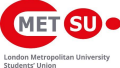 MET SU
London Metropolitan University
Students' Union